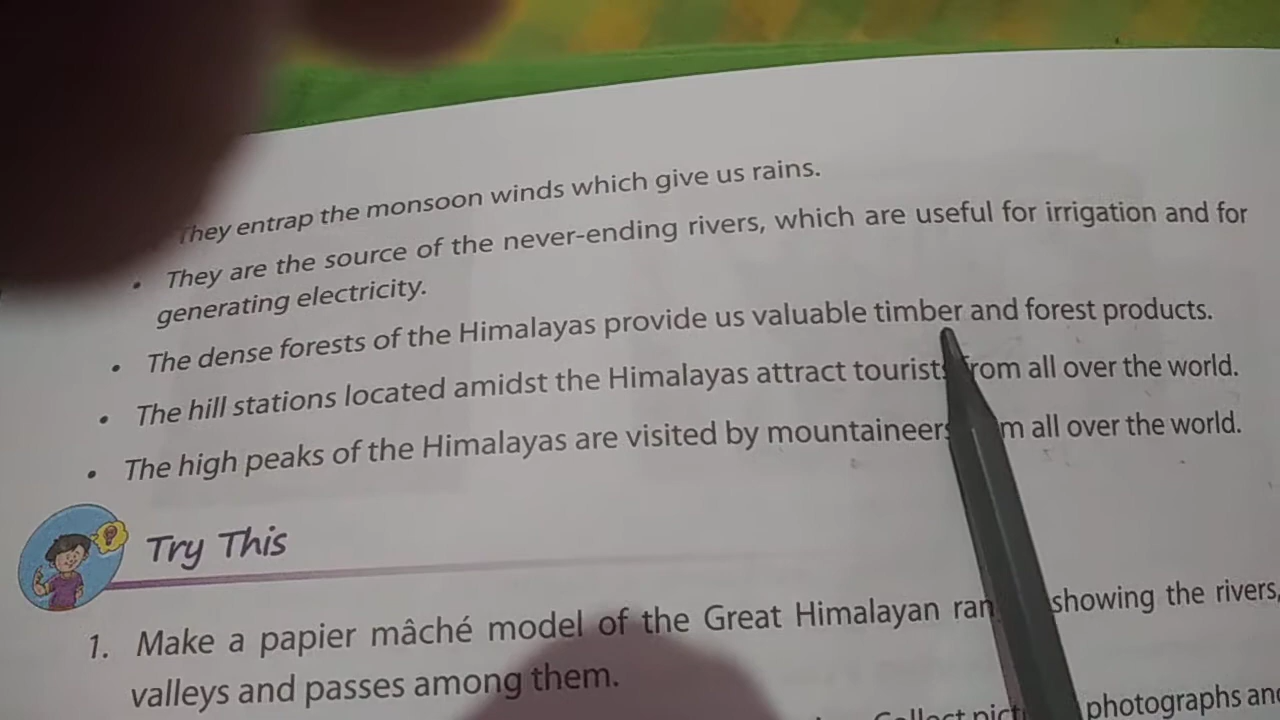 They entrap the monsoon winds which give us rains.
• They are the source of the never-ending rivers, which are useful for irrigation and for
generating electricity.
• The dense forests of the Himalayas provide us valuable timber and forest products.
• The hill stations located amidst the Himalayas attract tourists from all over the world.
• The high peaks of the Himalayas are visited by mountaineers all over the world.
Try This
1. Make a papier mâché model of the Great Himalayan showing the rivers,
valleys and passes among them.
Collect photographs and